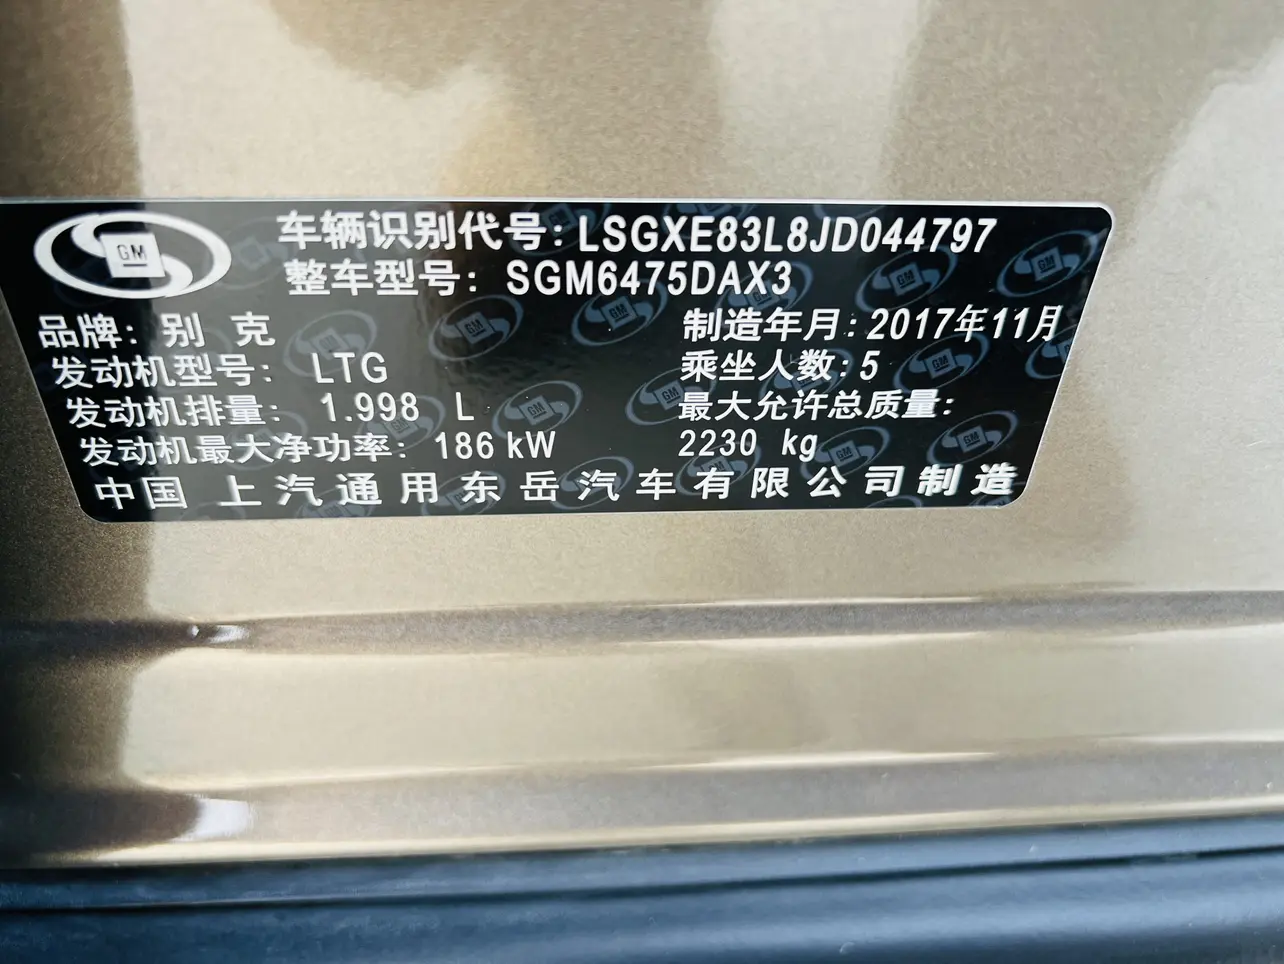 GM
车辆识别代号: LSGXE83L8JD044797
整车型号: SGM6475DAX3
品牌: 别 克
制造年月: 2017年11月
发动机型号: LTG
乘坐人数: 5
发动机排量: 1.998 L
最大允许总质量:
发动机最大净功率: 186 kW
2230 kg
中国 上汽通用东岳汽车有限公司制造